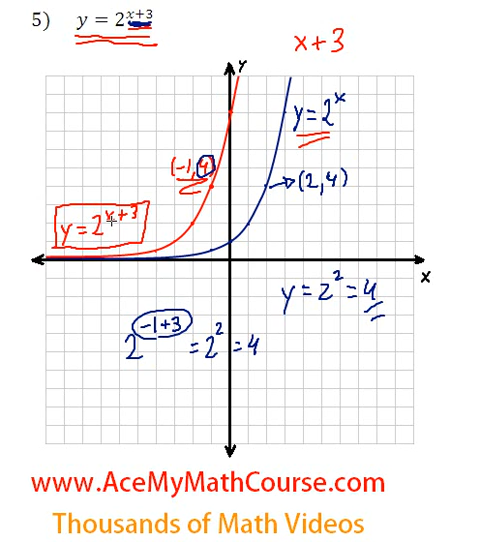 5) y = 2^{x+3}
x+3
Y
y=2^x
(-1,4)
(2,4)
y=2^{x+3}
X
y=2^2=4
2^{-1+3}=2^2=4
www.AceMyMathCourse.com
Thousands of Math Videos